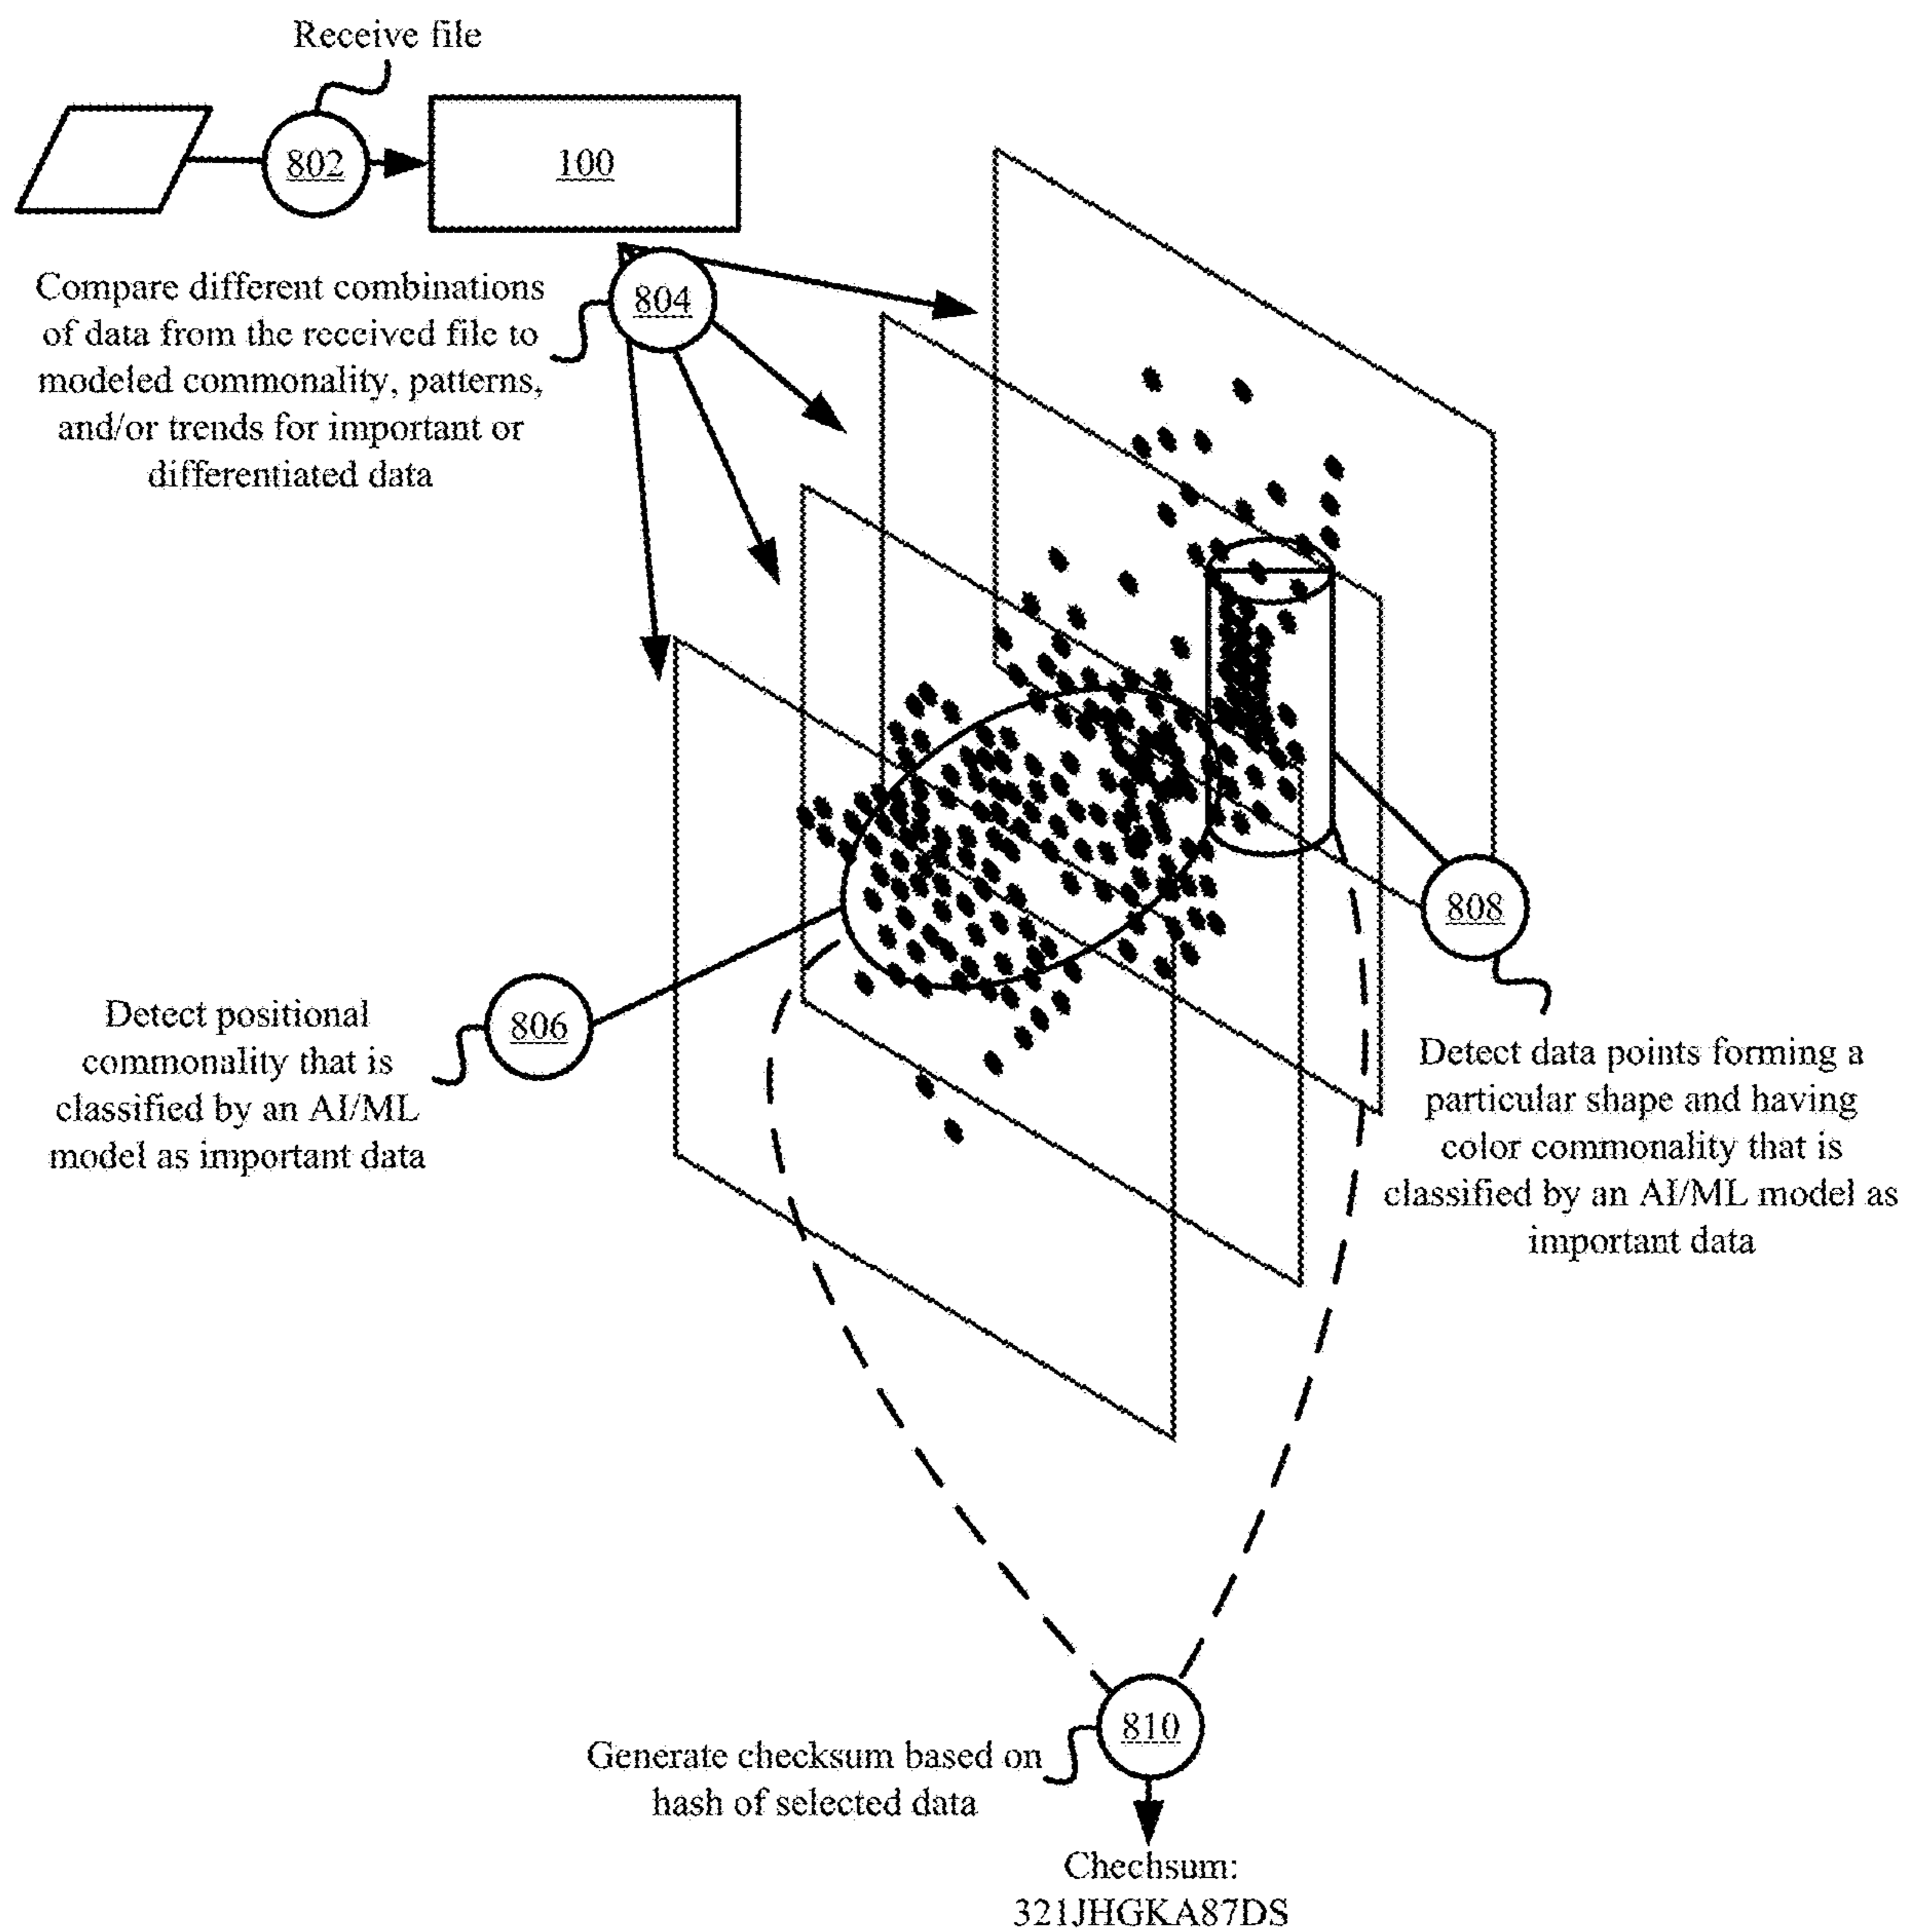 Receive file
802
100
804
Compare different combinations
of data from the received file to
modeled commonality, patterns,
and/or trends for important or
differentiated data
808
806
Detect positional
commonality that is
classified by an AI/ML
model as important data
Detect data points forming a
particular shape and having
color commonality that is
classified by an AI/ML model as
important data
810
Generate checksum based on
hash of selected data
Chechsum:
321JHGKA87DS